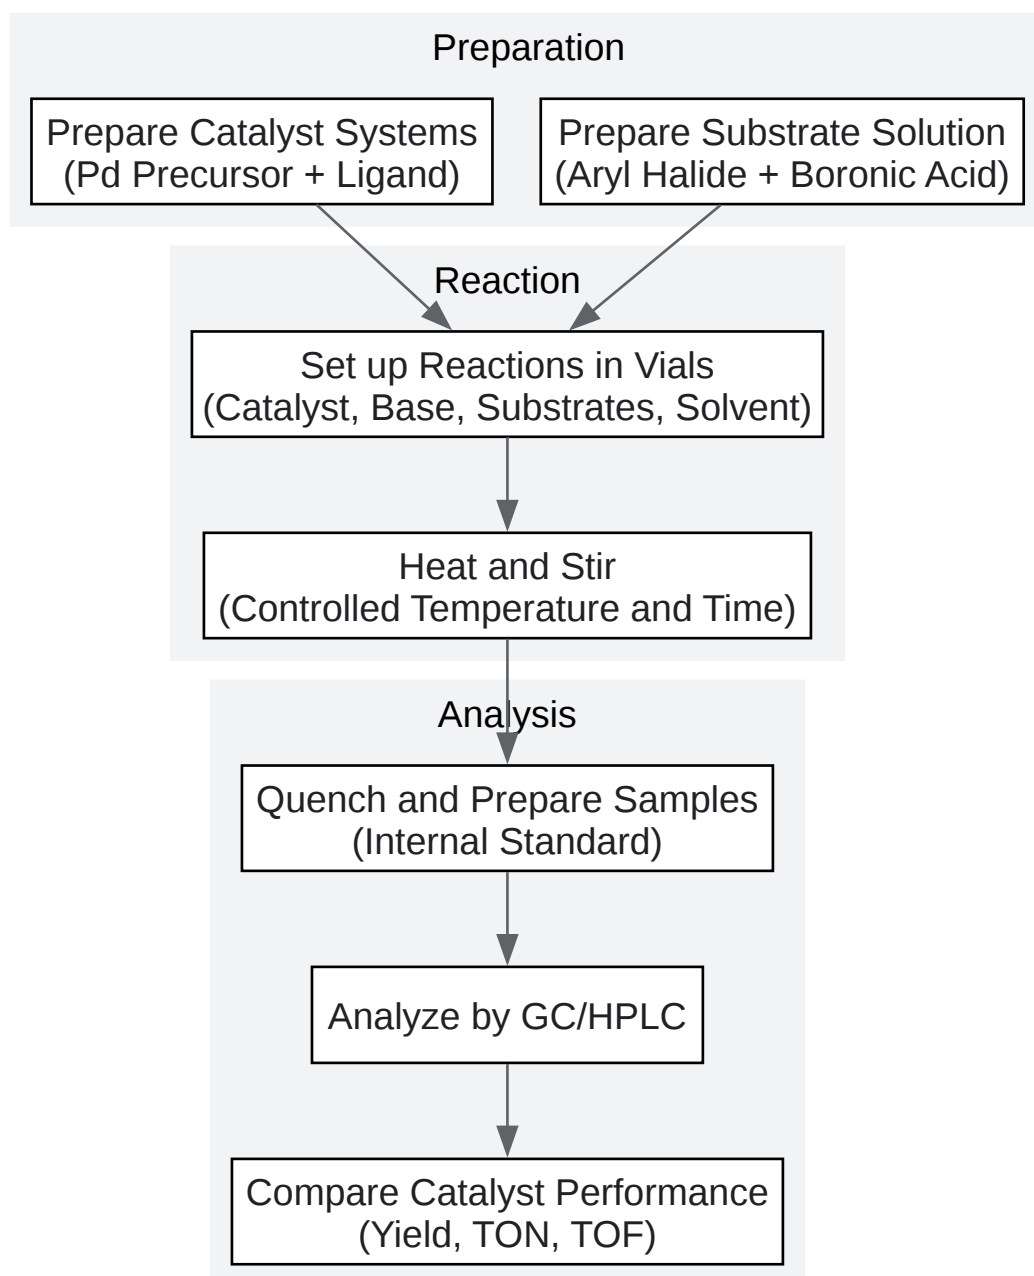 Preparation
Prepare Catalyst Systems
(Pd Precursor + Ligand)
Prepare Substrate Solution
(Aryl Halide + Boronic Acid)
Reaction
Set up Reactions in Vials
(Catalyst, Base, Substrates, Solvent)
Heat and Stir
(Controlled Temperature and Time)
Analysis
Quench and Prepare Samples
(Internal Standard)
Analyze by GC/HPLC
Compare Catalyst Performance
(Yield, TON, TOF)